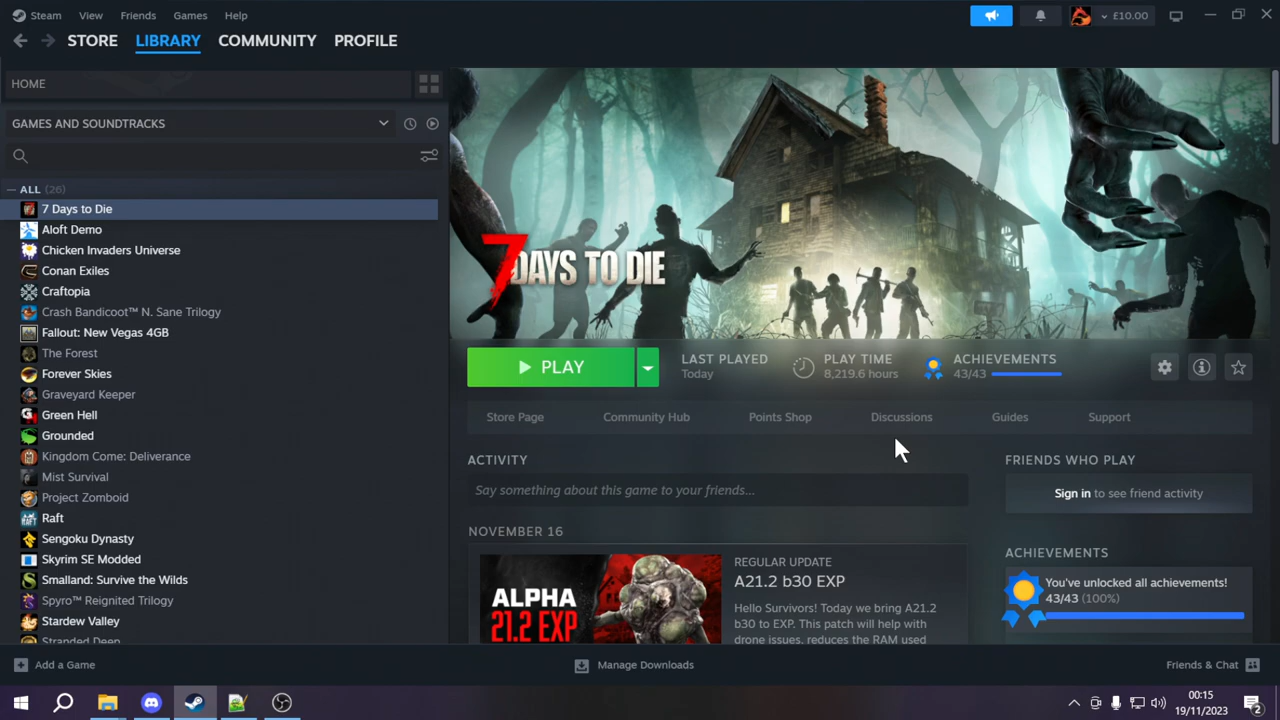 Steam View Friends Games Help
£10.00
STORE LIBRARY COMMUNITY PROFILE
HOME
GAMES AND SOUNDTRACKS
ALL (26)
7 Days to Die
Aloft Demo
Chicken Invaders Universe
Conan Exiles
Craftopia
Crash Bandicoot™ N. Sane Trilogy
Fallout: New Vegas 4GB
The Forest
Forever Skies
Graveyard Keeper
Green Hell
Grounded
Kingdom Come: Deliverance
Mist Survival
Project Zomboid
Raft
Sengoku Dynasty
Skyrim SE Modded
Smalland: Survive the Wilds
Spyro™ Reignited Trilogy
Stardew Valley
Stranded Deep
7 DAYS TO DIE
PLAY
LAST PLAYED
Today
PLAY TIME
8,219.6 hours
ACHIEVEMENTS
43/43
Store Page Community Hub Points Shop Discussions Guides Support
ACTIVITY
Say something about this game to your friends...
NOVEMBER 16
ALPHA
21.2 EXP
REGULAR UPDATE
A21.2 b30 EXP
Hello Survivors! Today we bring A21.2
b30 to EXP. This patch will help with
drone issues, reduces the RAM used
FRIENDS WHO PLAY
Sign in to see friend activity
ACHIEVEMENTS
You've unlocked all achievements!
43/43 (100%)
Add a Game
Manage Downloads
Friends & Chat
00:15
19/11/2023
2